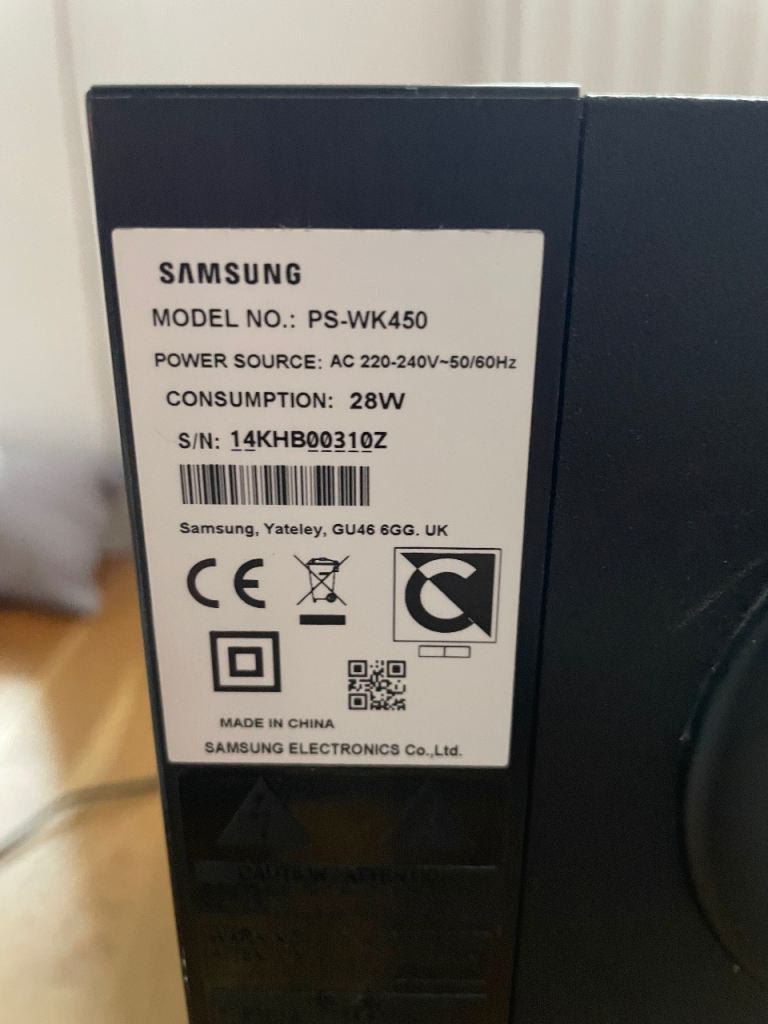 SAMSUNG
MODEL NO.: PS-WK450
POWER SOURCE: AC 220-240V~50/60Hz
CONSUMPTION: 28W
S/N: 14KHB00310Z
Samsung, Yateley, GU46 6GG. UK
CE
MADE IN CHINA
SAMSUNG ELECTRONICS Co.,Ltd.
CAUTION